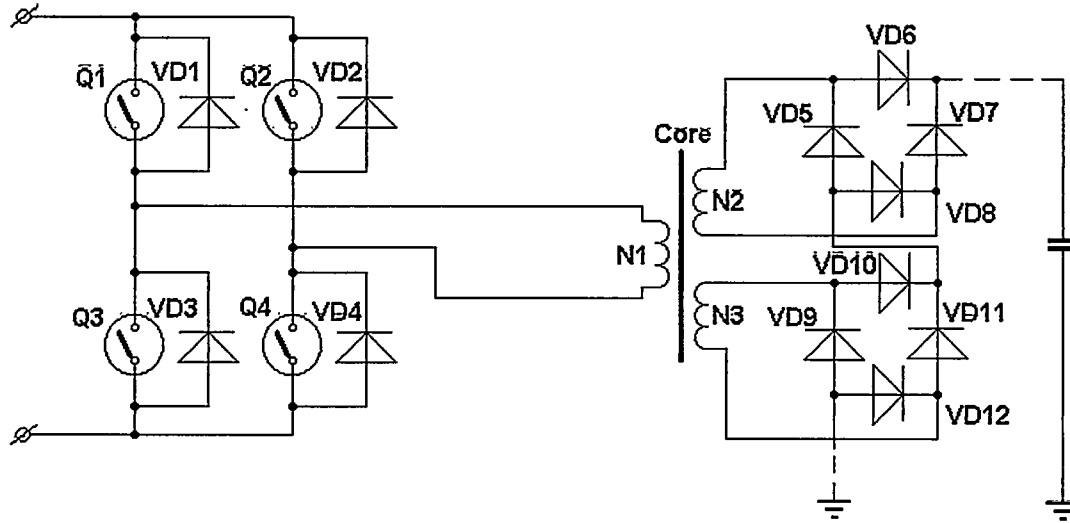 VD6
Q1
VD1
Q2
VD2
VD5
VD7
Core
N2
VD8
N1
VD10
Q3
VD3
Q4
VD4
N3
VD9
VD11
VD12